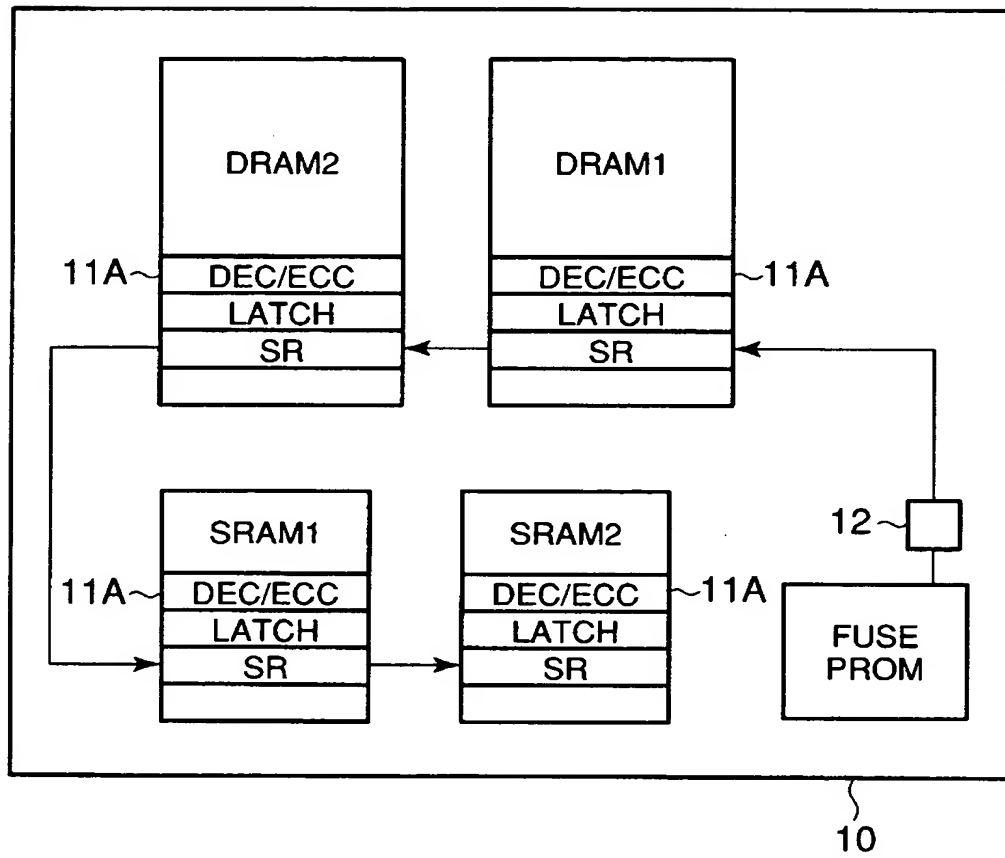 DRAM2
DRAM1
11A
DEC/ECC
DEC/ECC
11A
LATCH
LATCH
SR
SR
SRAM1
SRAM2
12
11A
DEC/ECC
DEC/ECC
11A
LATCH
LATCH
FUSE
PROM
SR
SR
10